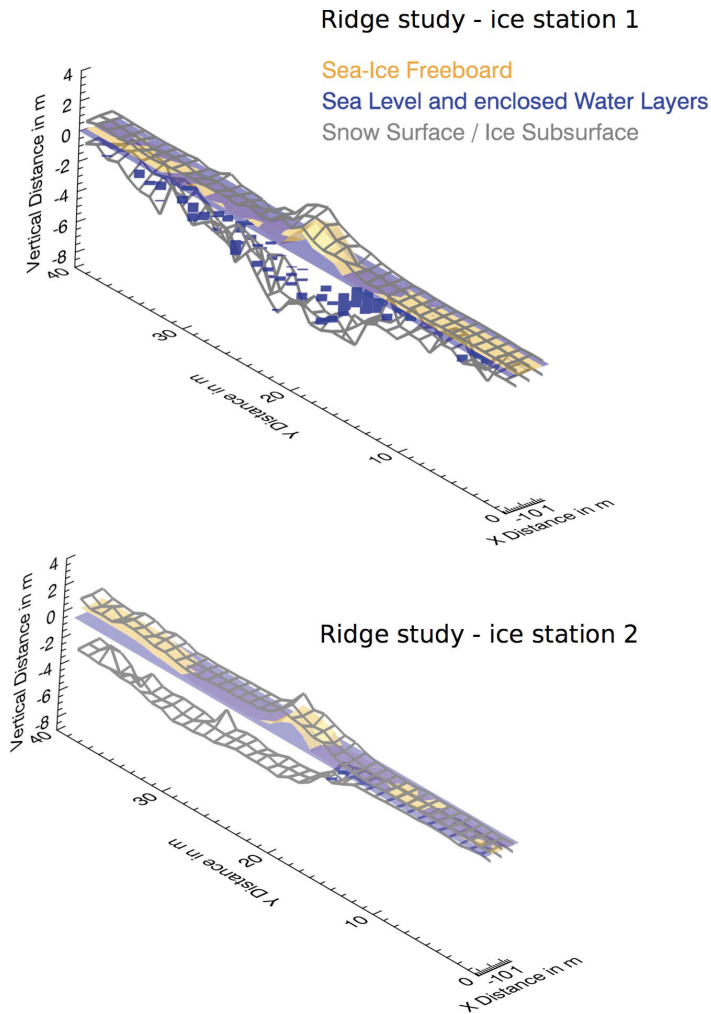 Ridge study - ice station 1
Sea-Ice Freeboard
Sea Level and enclosed Water Layers
Snow Surface / Ice Subsurface
Vertical Distance in m
4
2
0
-2
-4
-6
-8
40
30
20
10
0
Y Distance in m
-101
X Distance in m
Ridge study - ice station 2
Vertical Distance in m
4
2
0
-2
-4
-6
-8
40
30
20
10
0
Y Distance in m
-101
X Distance in m